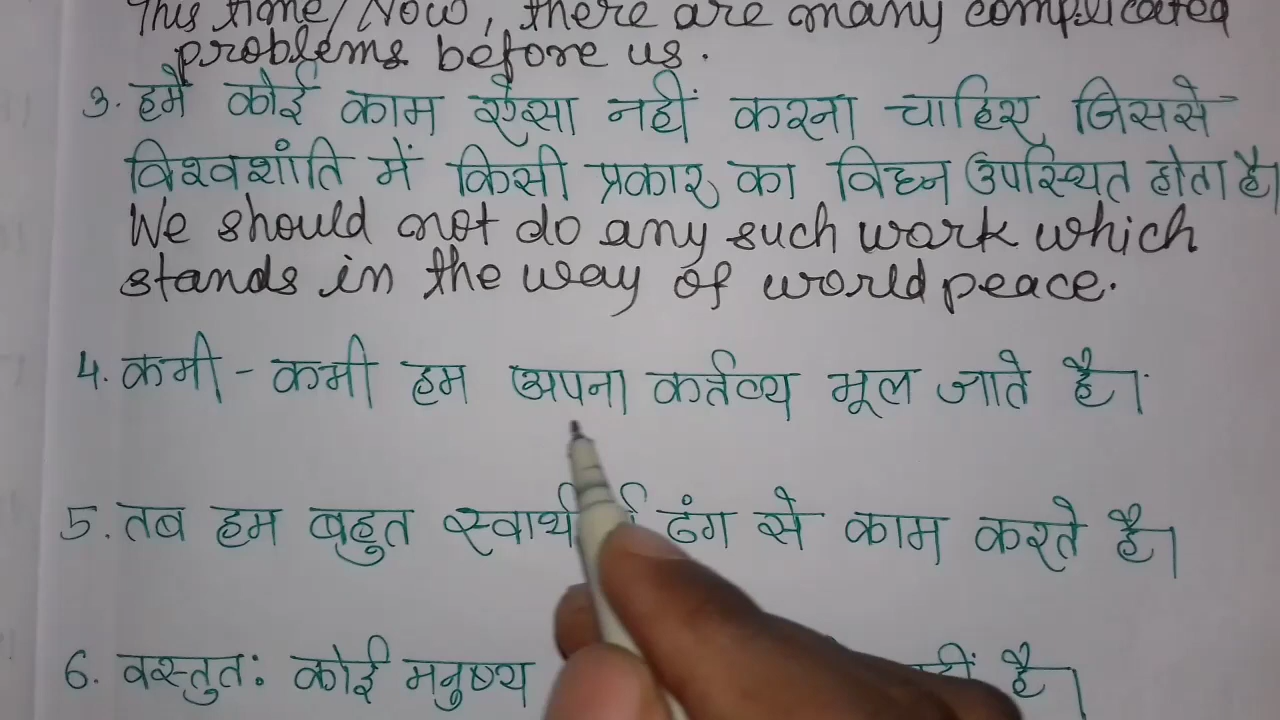 This time/Now, there are many complicated
problems before us.
3. हमें कोई काम ऐसा नहीं करना चाहिए जिससे
विश्वशांति में किसी प्रकार का विघ्न उपस्थित होता है।
We should not do any such work which
stands in the way of world peace.
4. कभी - कभी हम अपना कर्तव्य भूल जाते है।
5. तब हम बहुत ढंग से काम करते है।
6. वस्तुत: कोई मनुष्य है।